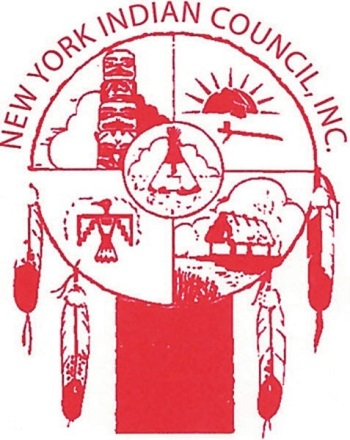 NEW YORK INDIAN COUNCIL, INC.